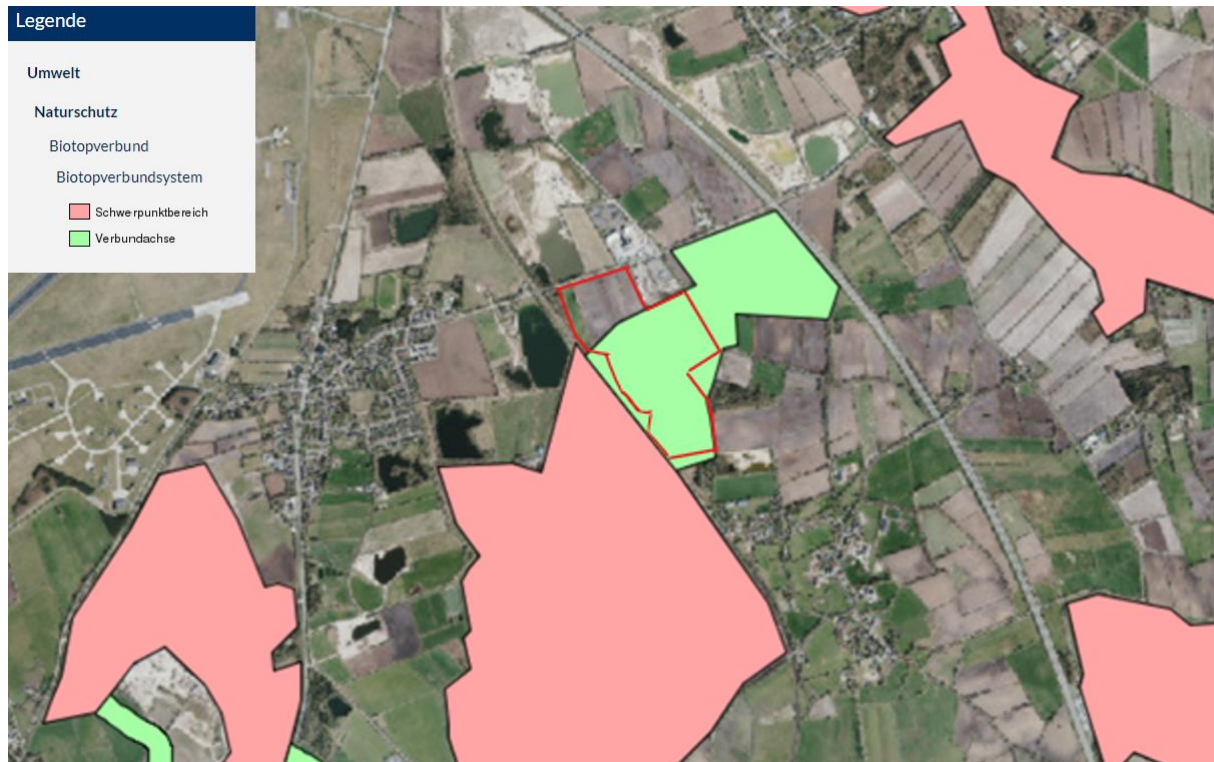 Legende
Umwelt
Naturschutz
Biotopverbund
Biotopverbundsystem
Schwerpunktbereich
Verbundachse